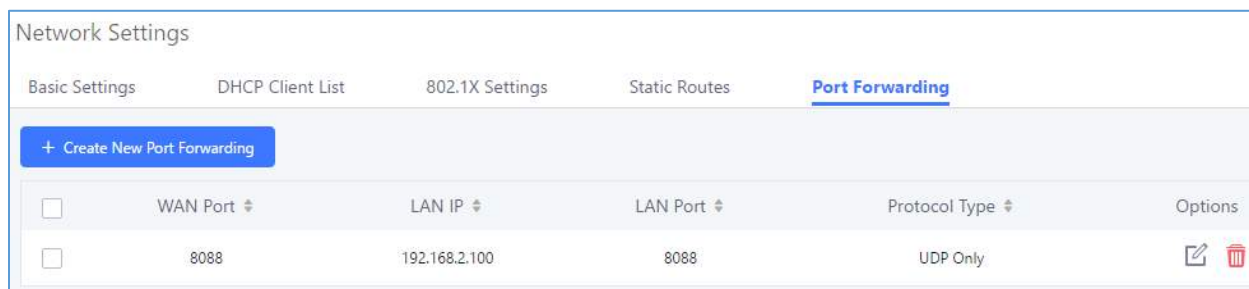 Network Settings
Basic Settings DHCP Client List 802.1X Settings Static Routes Port Forwarding
+ Create New Port Forwarding
WAN Port LAN IP LAN Port Protocol Type Options
8088 192.168.2.100 8088 UDP Only